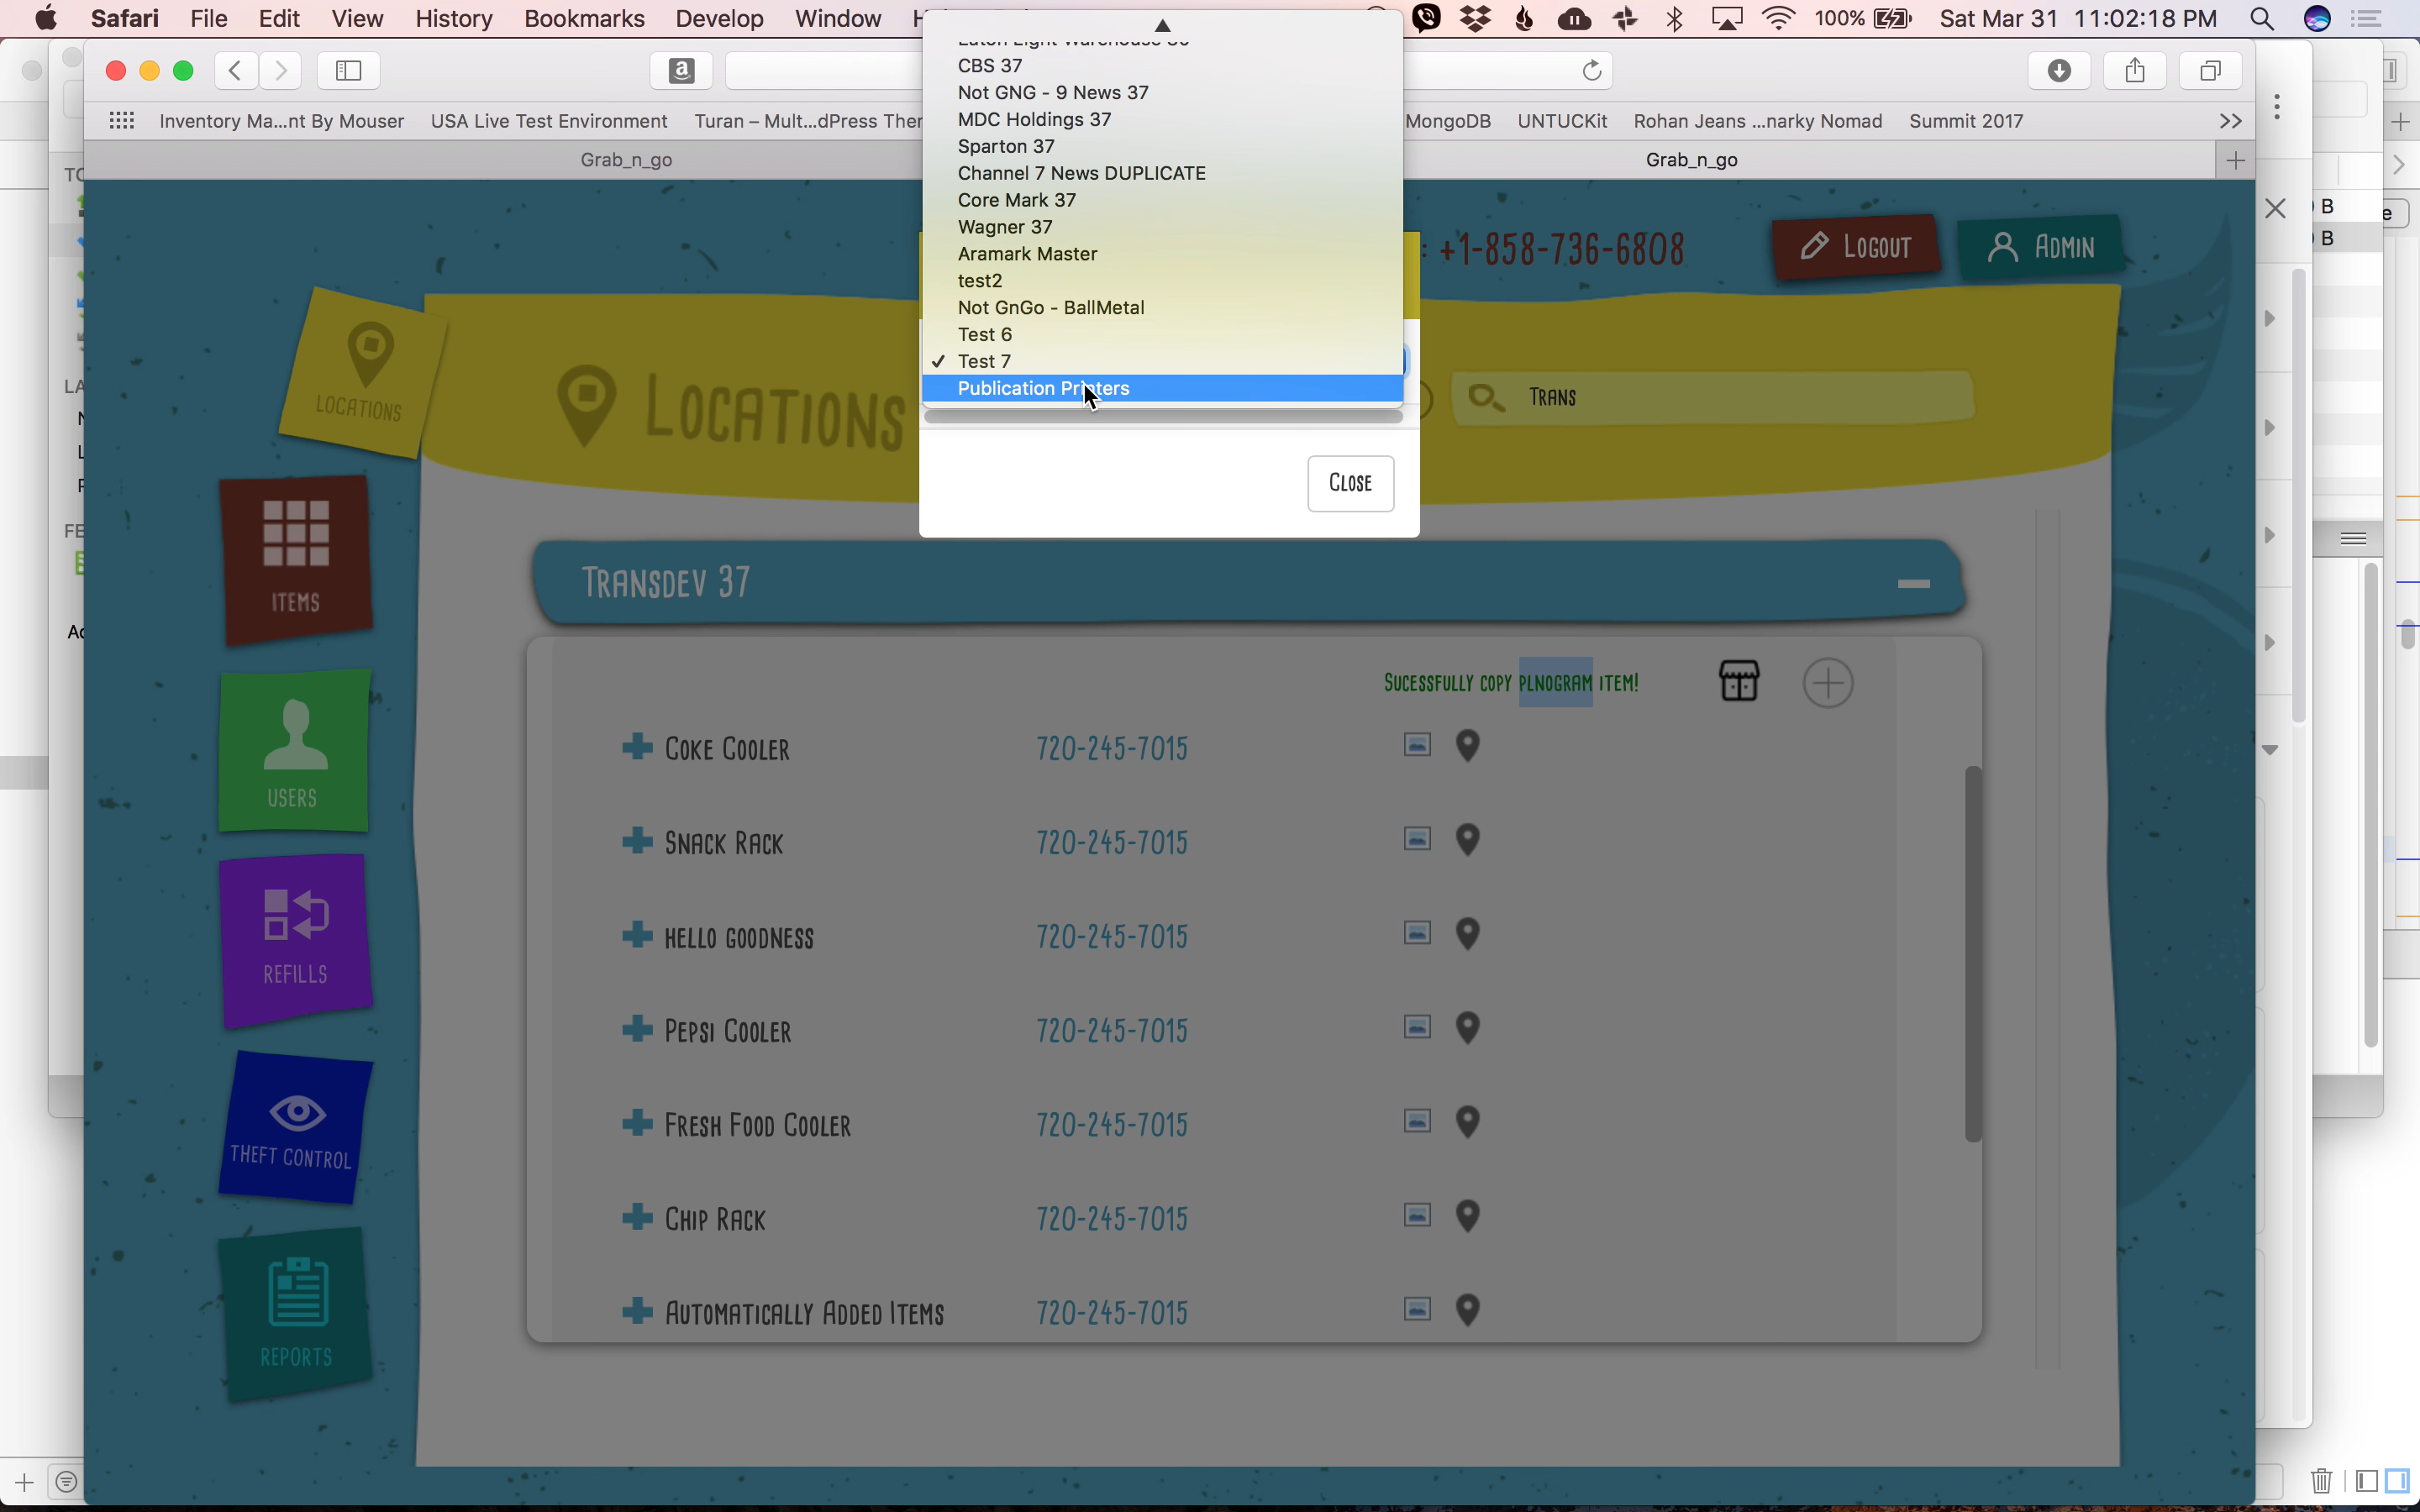 Safari File Edit View History Bookmarks Develop Window 100% Sat Mar 31 11:02:18 PM
CBS 37
Not GNG - 9 News 37
MDC Holdings 37
Sparton 37
Channel 7 News DUPLICATE
Core Mark 37
Wagner 37
Aramark Master
test2
Not GnGo - BallMetal
Test 6
✓ Test 7
Publication Printers
Inventory Ma...nt By Mouser USA Live Test Environment Turan – Mult...dPress Ther MongoDB UNTUCKit Rohan Jeans ...narky Nomad Summit 2017
Grab_n_go Grab_n_go
: +1-858-736-6808 LOGOUT ADMIN
LOCATIONS
LOCATIONS
TRANS
CLOSE
ITEMS
USERS
REFILLS
THEFT CONTROL
REPORTS
TRANSDEV 37
SUCESSFULLY COPY PLNOGRAM ITEM!
COKE COOLER 720-245-7015
SNACK RACK 720-245-7015
HELLO GOODNESS 720-245-7015
PEPSI COOLER 720-245-7015
FRESH FOOD COOLER 720-245-7015
CHIP RACK 720-245-7015
AUTOMATICALLY ADDED ITEMS 720-245-7015